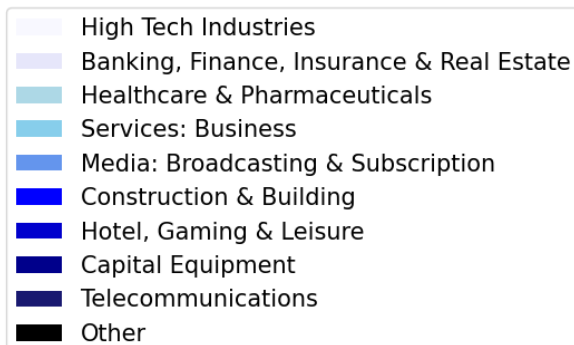 High Tech Industries
Banking, Finance, Insurance & Real Estate
Healthcare & Pharmaceuticals
Services: Business
Media: Broadcasting & Subscription
Construction & Building
Hotel, Gaming & Leisure
Capital Equipment
Telecommunications
Other